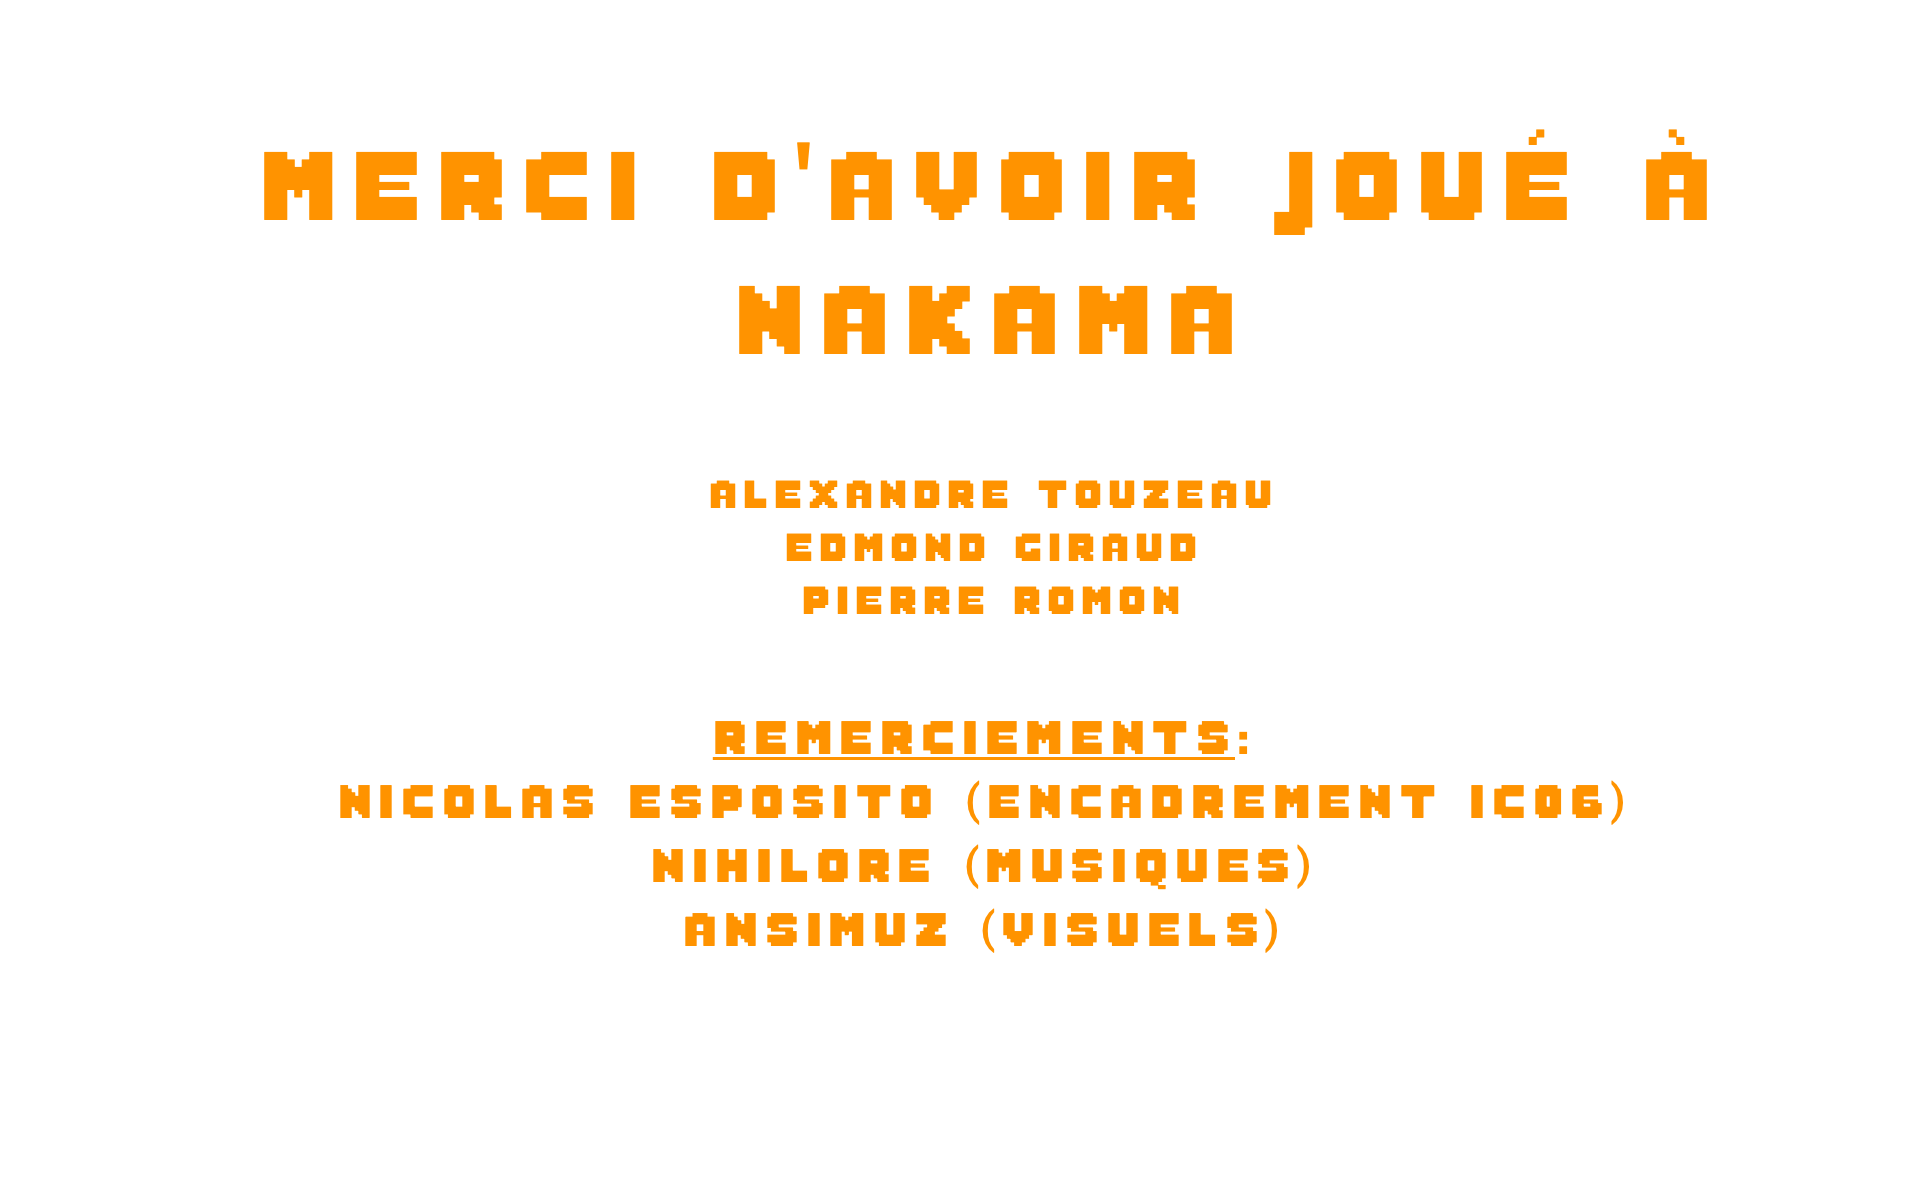 MERCI D'AVOIR JOUÉ À
NAKAMA
ALEXANDRE TOUZEAU
EDMOND GIRAUD
PIERRE ROMON
REMERCIEMENTS:
NICOLAS ESPOSITO (ENCADREMENT IC06)
NIHILORE (MUSIQUES)
ANSIMUZ (VISUELS)